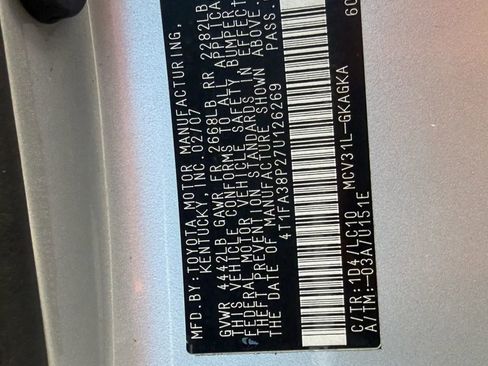 MFD. BY:TOYOTA MOTOR MANUFACTURING,
KENTUCKY, INC. 02/07
GVWR 4442LB GAWR FR 2668LB RR 2282LB
THIS VEHICLE CONFORMS TO ALL APPLICA
FEDERAL MOTOR VEHICLE SAFETY, BUMPER,
THEFT PREVENTION STANDARDS IN EFFECT
DATE OF MANUFACTURE SHOWN ABOVE.
4T1FA38P27U126269 PASS.
C/TR:1D4/LC10 MCV31L-GKAGKA
A/TM:-03A/U151E